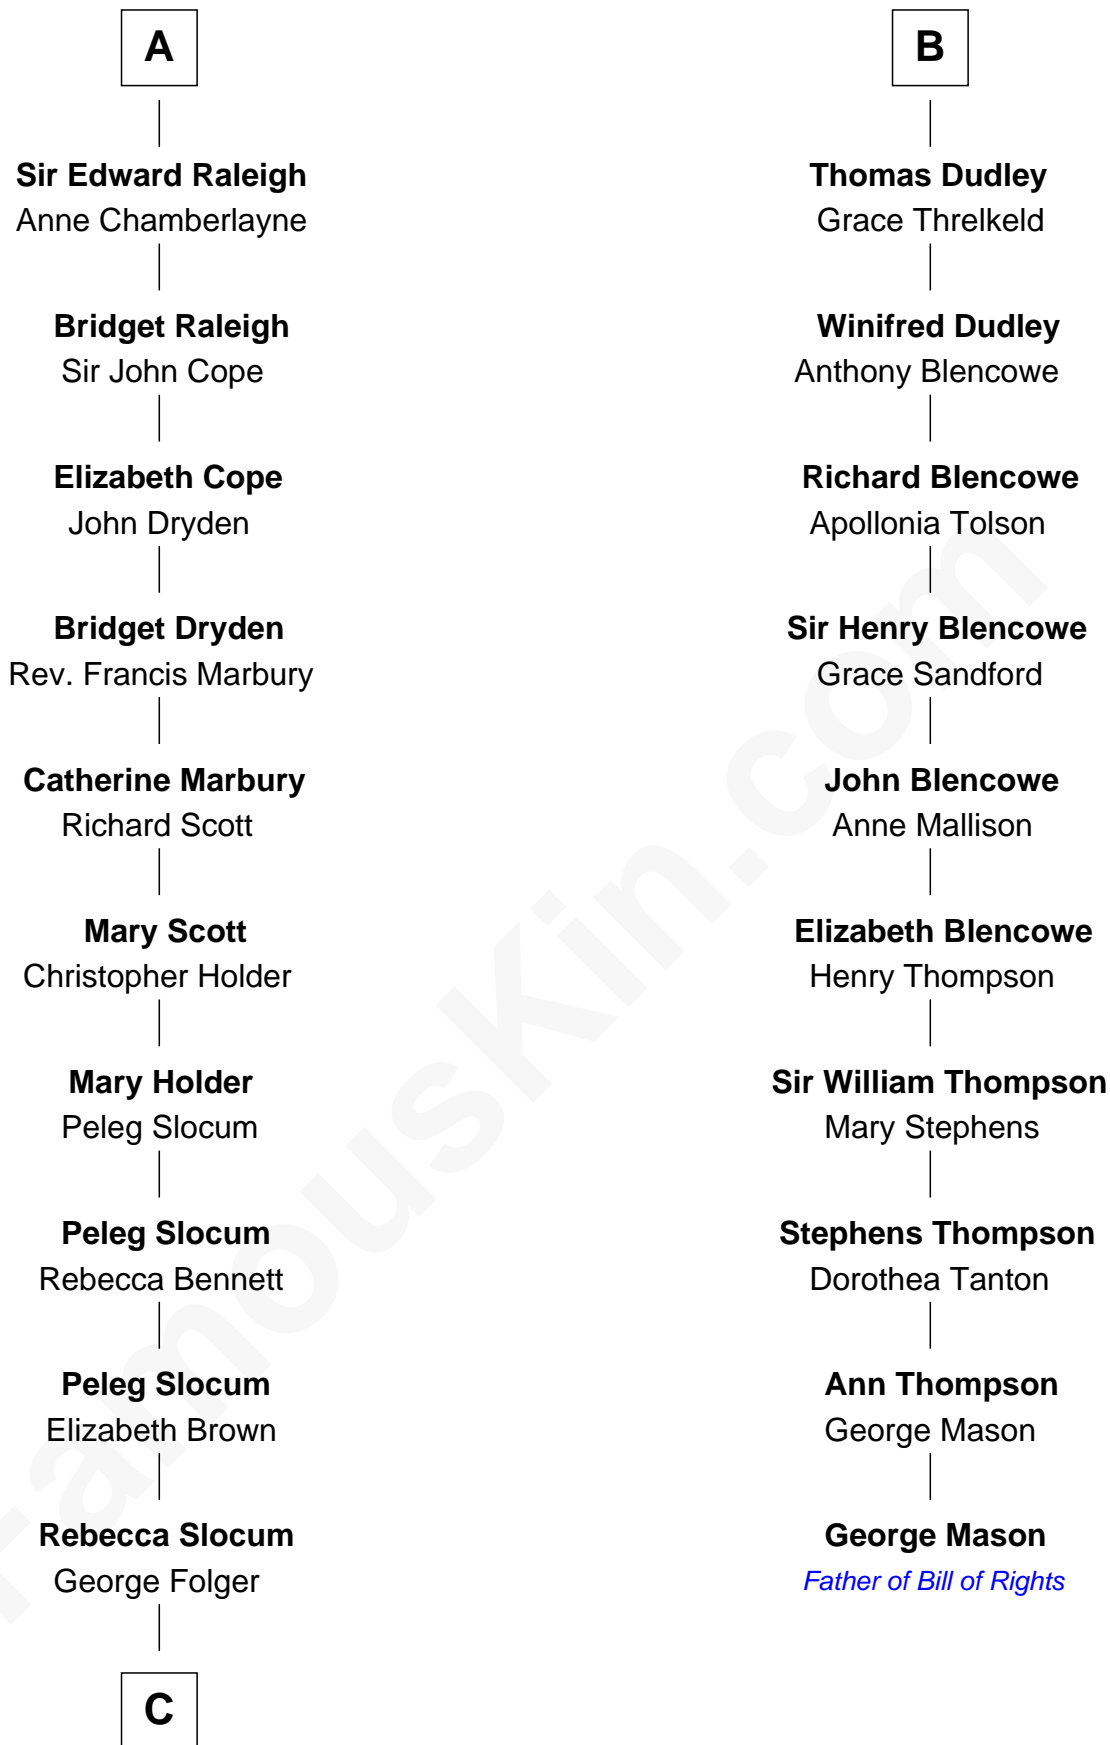 A
Sir Edward Raleigh
Anne Chamberlayne
Bridget Raleigh
Sir John Cope
Elizabeth Cope
John Dryden
Bridget Dryden
Rev. Francis Marbury
Catherine Marbury
Richard Scott
Mary Scott
Christopher Holder
Mary Holder
Peleg Slocum
Peleg Slocum
Rebecca Bennett
Peleg Slocum
Elizabeth Brown
Rebecca Slocum
George Folger
C
B
Thomas Dudley
Grace Threlkeld
Winifred Dudley
Anthony Blencowe
Richard Blencowe
Apollonia Tolson
Sir Henry Blencowe
Grace Sandford
John Blencowe
Anne Mallison
Elizabeth Blencowe
Henry Thompson
Sir William Thompson
Mary Stephens
Stephens Thompson
Dorothea Tanton
Ann Thompson
George Mason
George Mason
Father of Bill of Rights
FamousKin.com